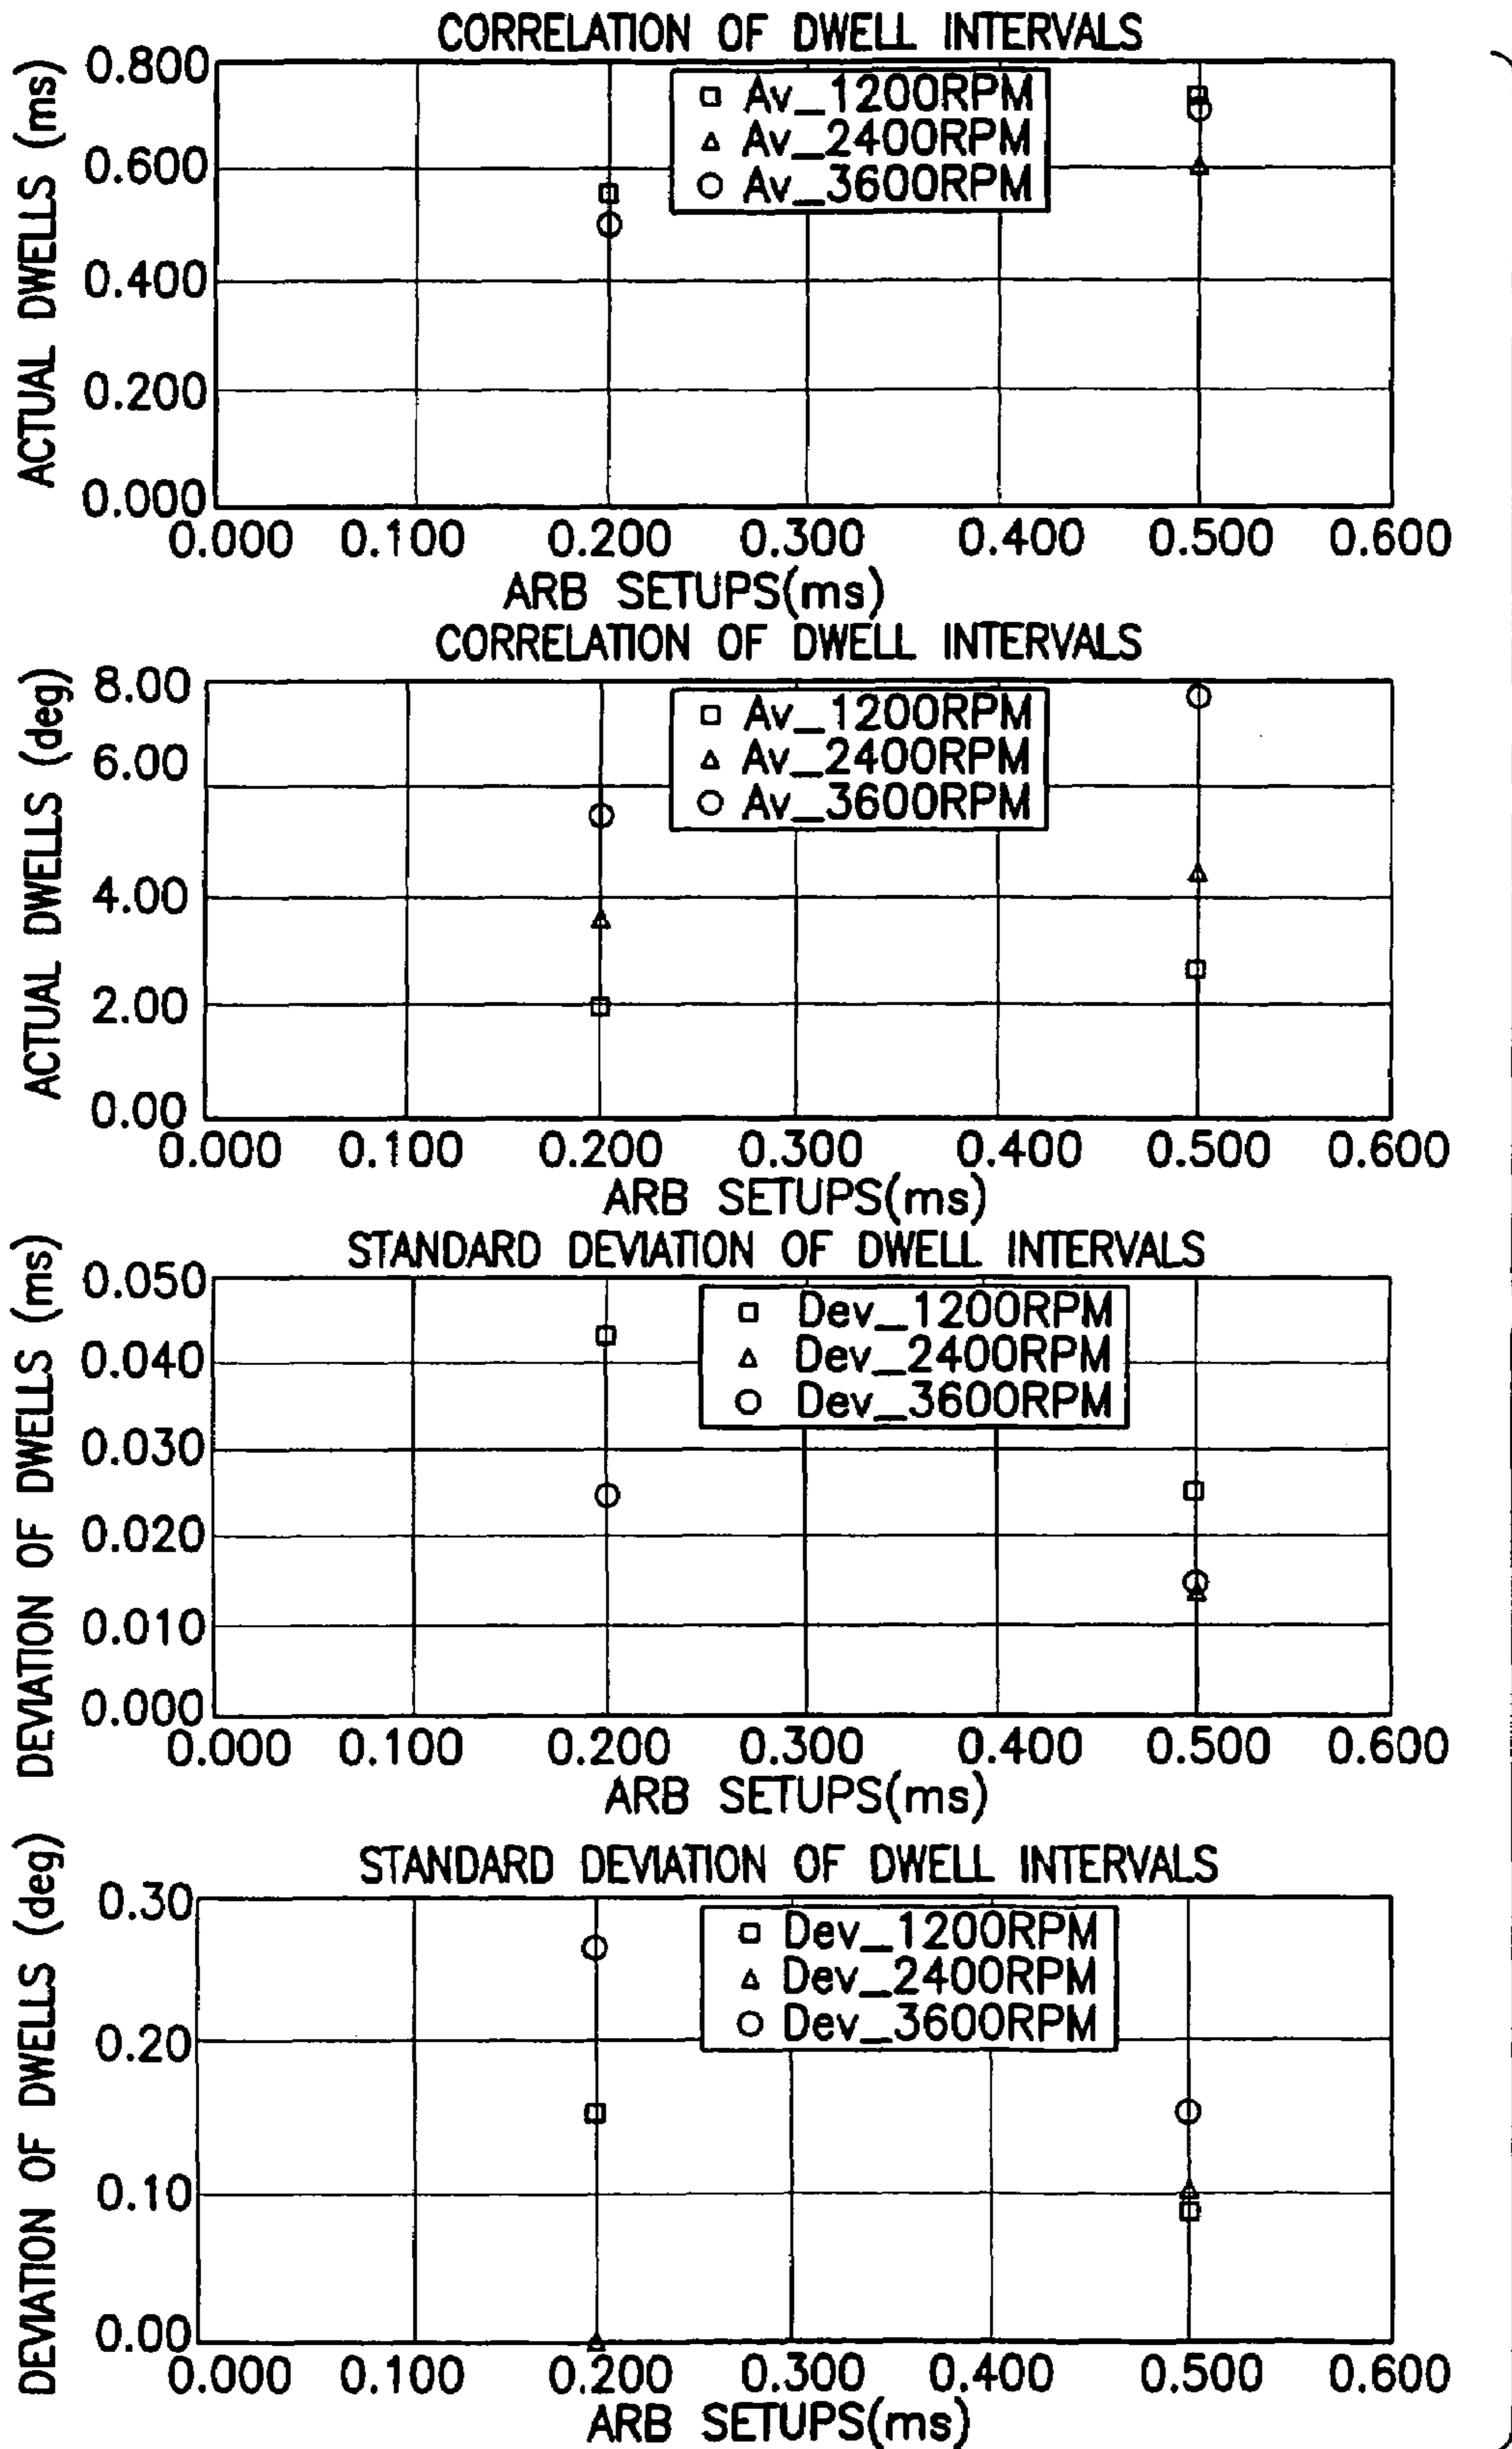 CORRELATION OF DWELL INTERVALS
ACTUAL DWELLS (ms)
0.800
0.600
0.400
0.200
0.000
□ Av_1200RPM
△ Av_2400RPM
○ Av_3600RPM
0.000 0.100 0.200 0.300 0.400 0.500 0.600
ARB SETUPS(ms)
CORRELATION OF DWELL INTERVALS
ACTUAL DWELLS (deg)
8.00
6.00
4.00
2.00
0.00
□ Av_1200RPM
△ Av_2400RPM
○ Av_3600RPM
0.000 0.100 0.200 0.300 0.400 0.500 0.600
ARB SETUPS(ms)
STANDARD DEVIATION OF DWELL INTERVALS
DEVIATION OF DWELLS (ms)
0.050
0.040
0.030
0.020
0.010
0.000
□ Dev_1200RPM
△ Dev_2400RPM
○ Dev_3600RPM
0.000 0.100 0.200 0.300 0.400 0.500 0.600
ARB SETUPS(ms)
STANDARD DEVIATION OF DWELL INTERVALS
DEVIATION OF DWELLS (deg)
0.30
0.20
0.10
0.00
□ Dev_1200RPM
△ Dev_2400RPM
○ Dev_3600RPM
0.000 0.100 0.200 0.300 0.400 0.500 0.600
ARB SETUPS(ms)